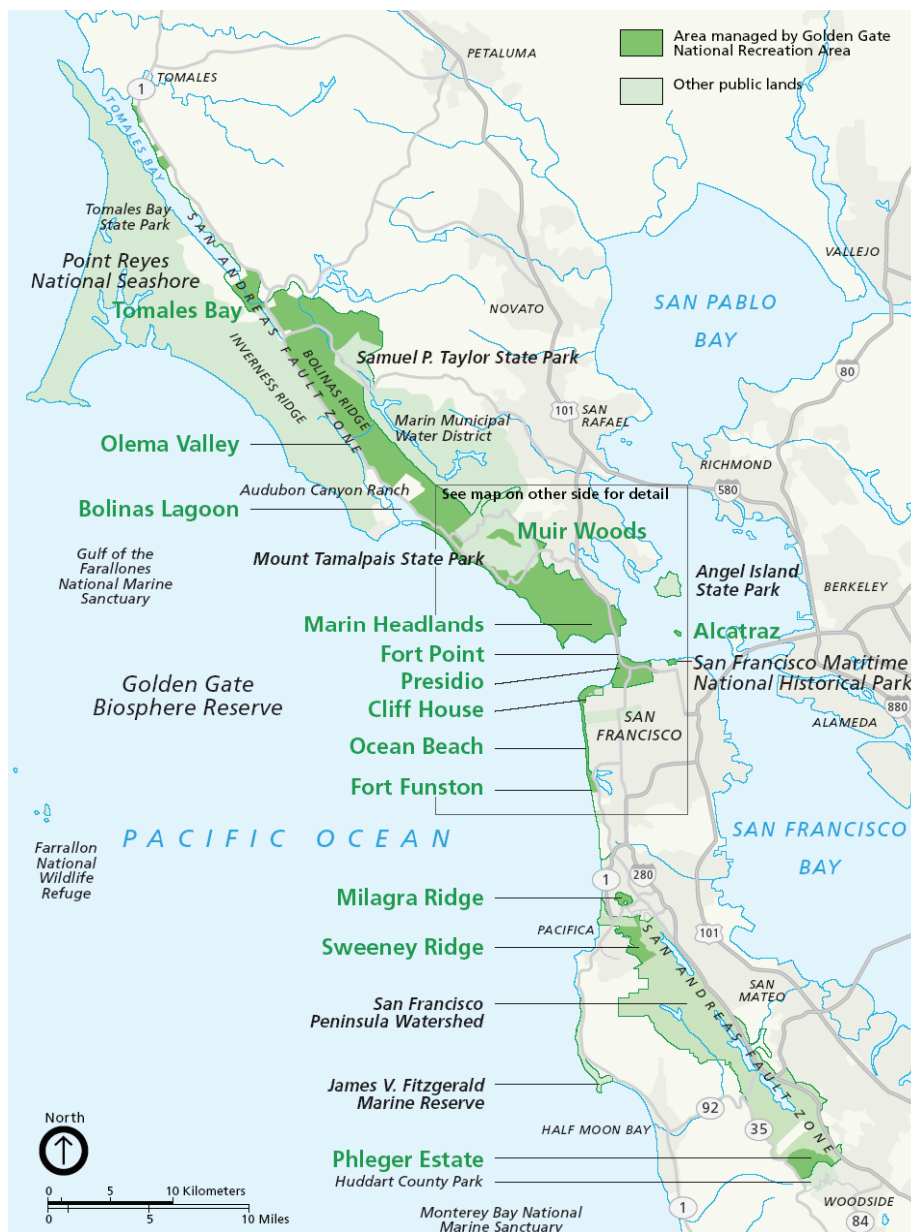 Area managed by Golden Gate
National Recreation Area
Other public lands
PETALUMA
TOMALES
1
TOMALES BAY
Tomales Bay
State Park
SAN ANDREAS FAULT ZONE
Point Reyes
National Seashore
VALLEJO
Tomales Bay
NOVATO
SAN PABLO
BAY
INVERNESS RIDGE
BOLINAS RIDGE
Samuel P. Taylor State Park
80
101
SAN
RAFAEL
Marin Municipal
Water District
Olema Valley
RICHMOND
580
Audubon Canyon Ranch
See map on other side for detail
Bolinas Lagoon
Muir Woods
Gulf of the
Farallones
National Marine
Sanctuary
Mount Tamalpais State Park
Angel Island
State Park
BERKELEY
Marin Headlands
Alcatraz
Fort Point
San Francisco Maritime
National Historical Park
Presidio
Golden Gate
Biosphere Reserve
Cliff House
880
SAN
FRANCISCO
ALAMEDA
Ocean Beach
Fort Funston
PACIFIC OCEAN
SAN FRANCISCO
BAY
Farrallon
National
Wildlife
Refuge
1
280
Milagra Ridge
PACIFICA
101
Sweeney Ridge
SAN ANDREAS FAULT ZONE
SAN
MATEO
San Francisco
Peninsula Watershed
James V. Fitzgerald
Marine Reserve
92
35
North
HALF MOON BAY
Phleger Estate
Huddart County Park
0 5 10 Kilometers
0 5 10 Miles
WOODSIDE
1
84
Monterey Bay National
Marine Sanctuary